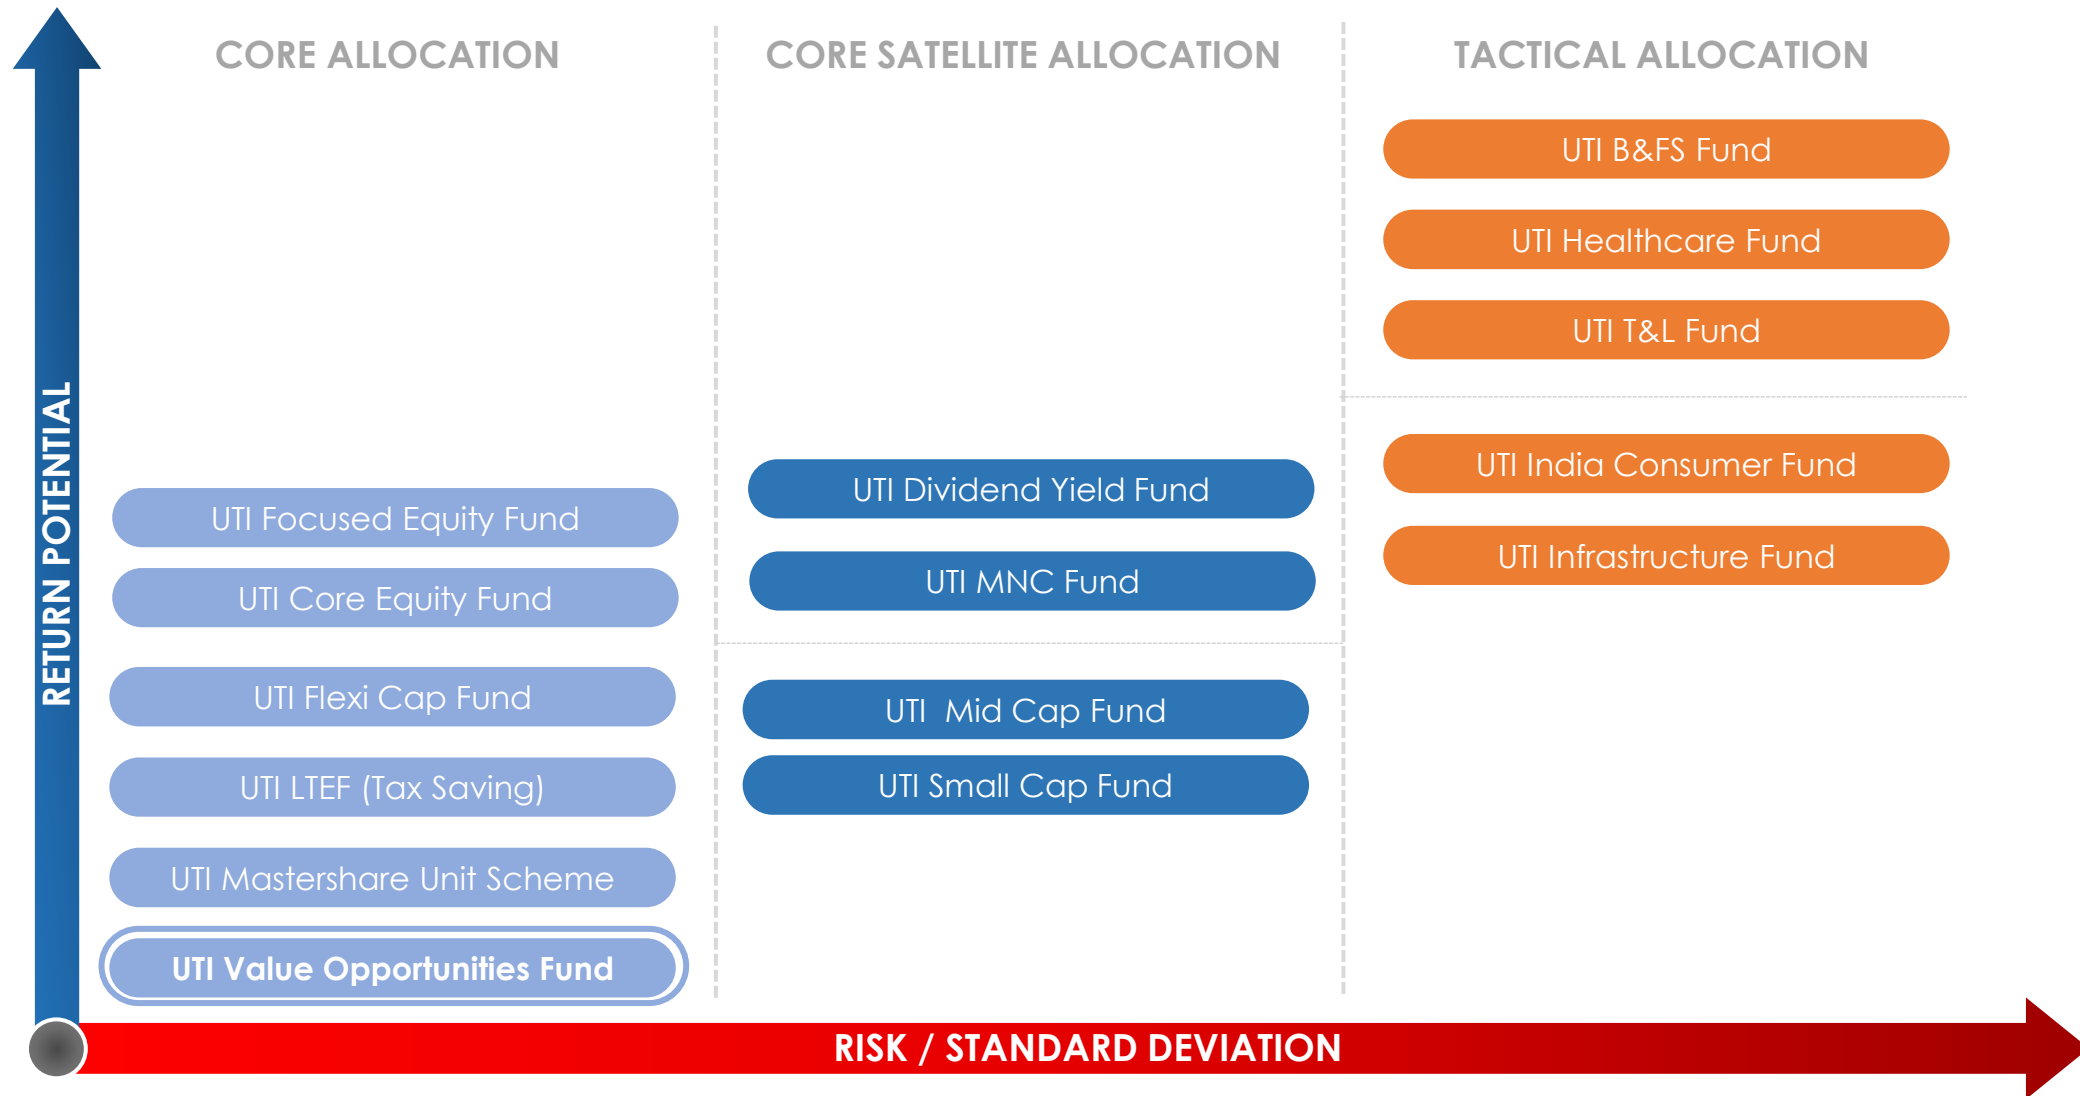 CORE ALLOCATION
CORE SATELLITE ALLOCATION
TACTICAL ALLOCATION
RETURN POTENTIAL
UTI Focused Equity Fund
UTI Core Equity Fund
UTI Flexi Cap Fund
UTI LTEF (Tax Saving)
UTI Mastershare Unit Scheme
UTI Value Opportunities Fund
UTI Dividend Yield Fund
UTI MNC Fund
UTI Mid Cap Fund
UTI Small Cap Fund
UTI B&FS Fund
UTI Healthcare Fund
UTI T&L Fund
UTI India Consumer Fund
UTI Infrastructure Fund
RISK / STANDARD DEVIATION